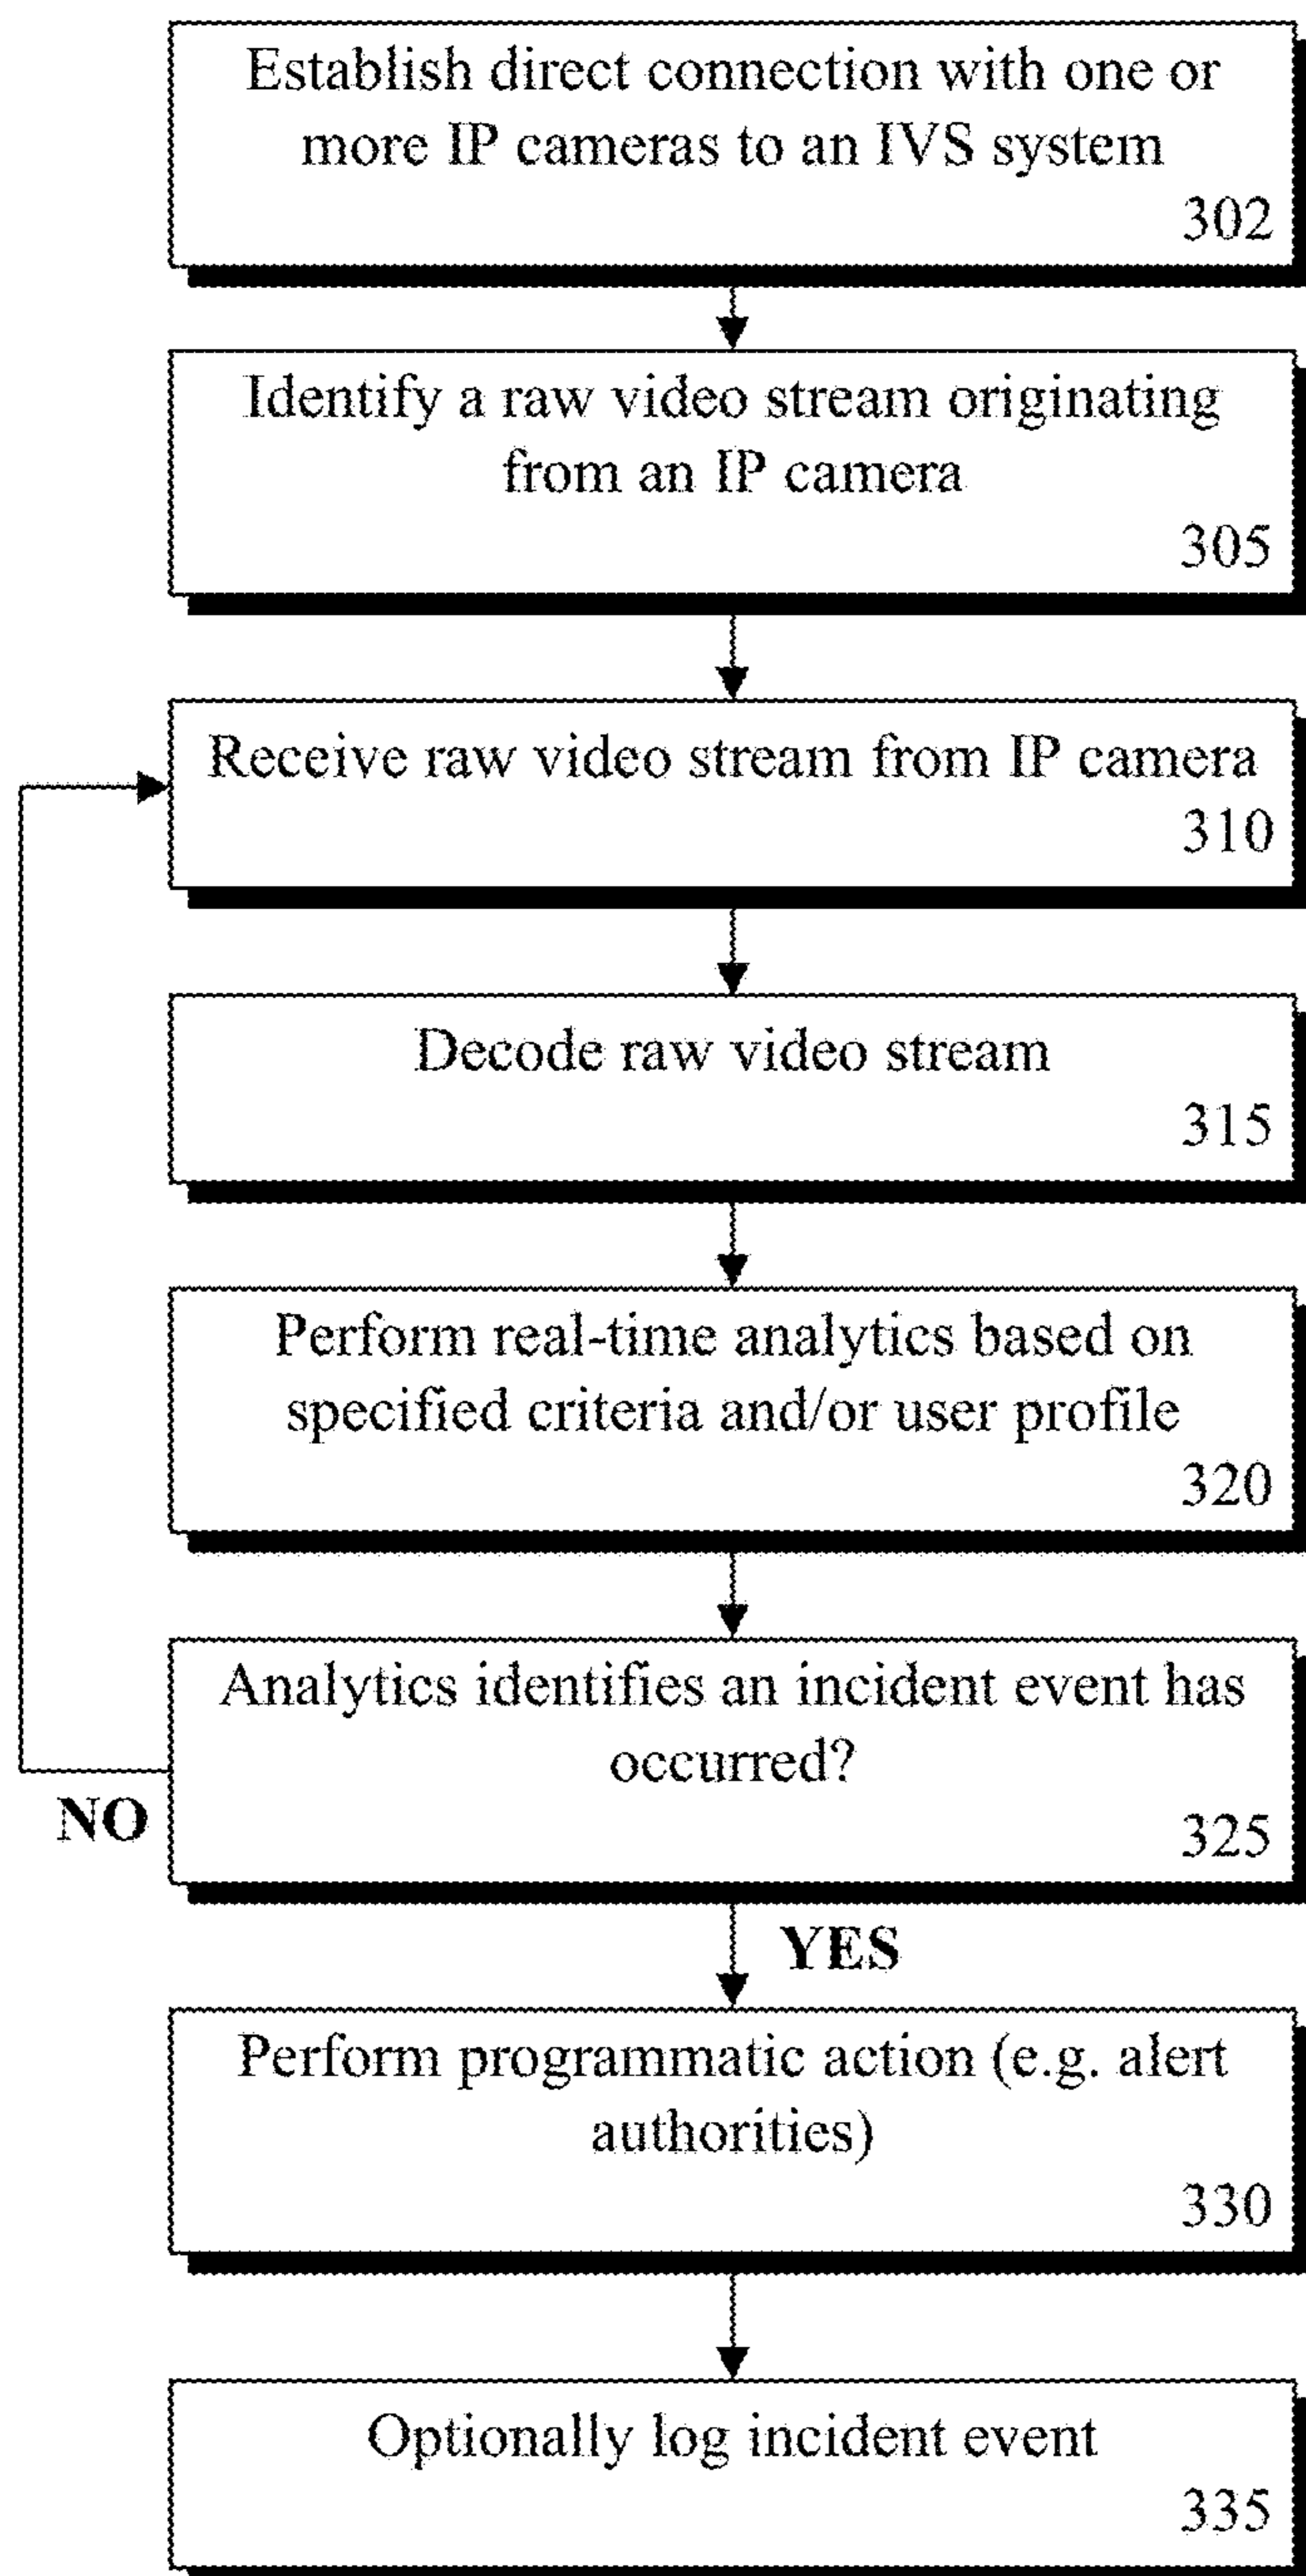 Establish direct connection with one or
more IP cameras to an IVS system
302
Identify a raw video stream originating
from an IP camera
305
Receive raw video stream from IP camera
310
Decode raw video stream
315
Perform real-time analytics based on
specified criteria and/or user profile
320
Analytics identifies an incident event has
occurred?
325
NO
YES
Perform programmatic action (e.g. alert
authorities)
330
Optionally log incident event
335